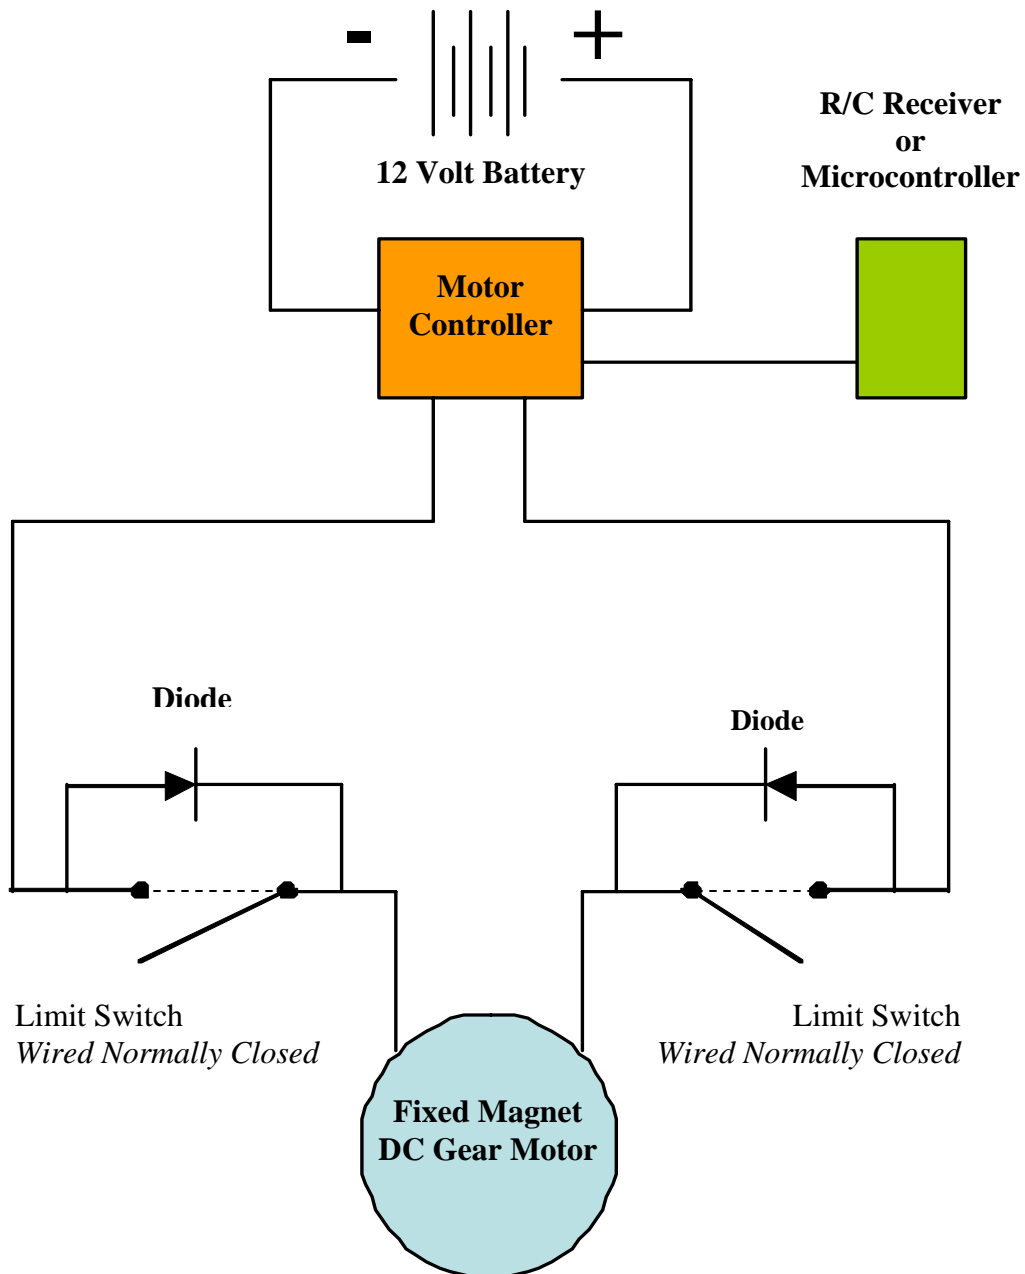 - +
12 Volt Battery
R/C Receiver
or
Microcontroller
Motor
Controller
Diode
Diode
Limit Switch
Wired Normally Closed
Limit Switch
Wired Normally Closed
Fixed Magnet
DC Gear Motor